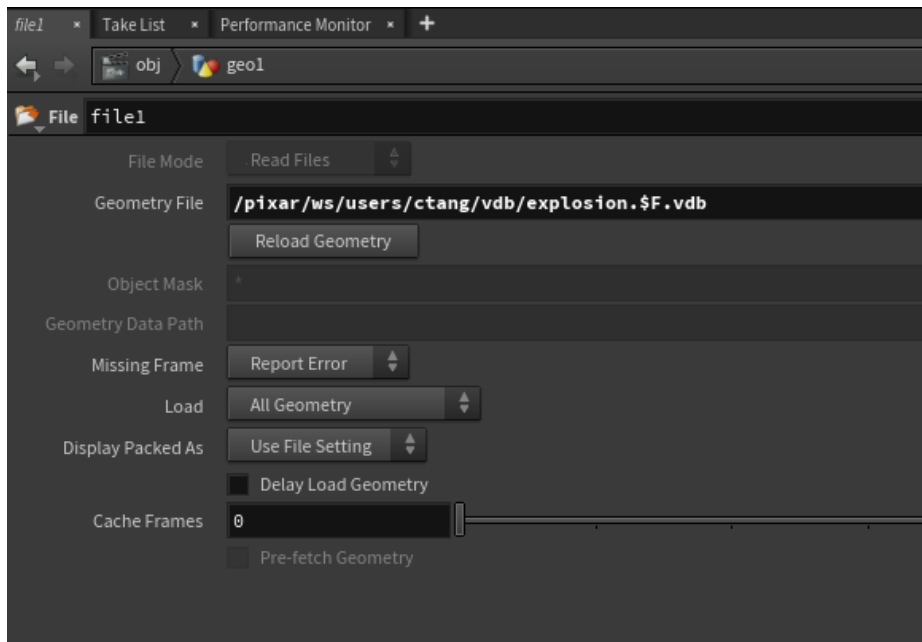 file1 × Take List × Performance Monitor × +
obj geo1
File file1
File Mode Read Files
Geometry File /pixar/ws/users/ctang/vdb/explosion.$F.vdb
Reload Geometry
Object Mask *
Geometry Data Path
Missing Frame Report Error
Load All Geometry
Display Packed As Use File Setting
Delay Load Geometry
Cache Frames 0
Pre-fetch Geometry